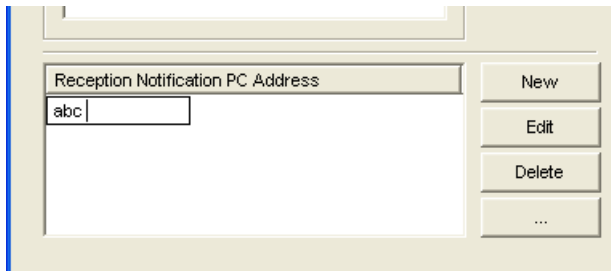 Reception Notification PC Address
New
abc
Edit
Delete
...